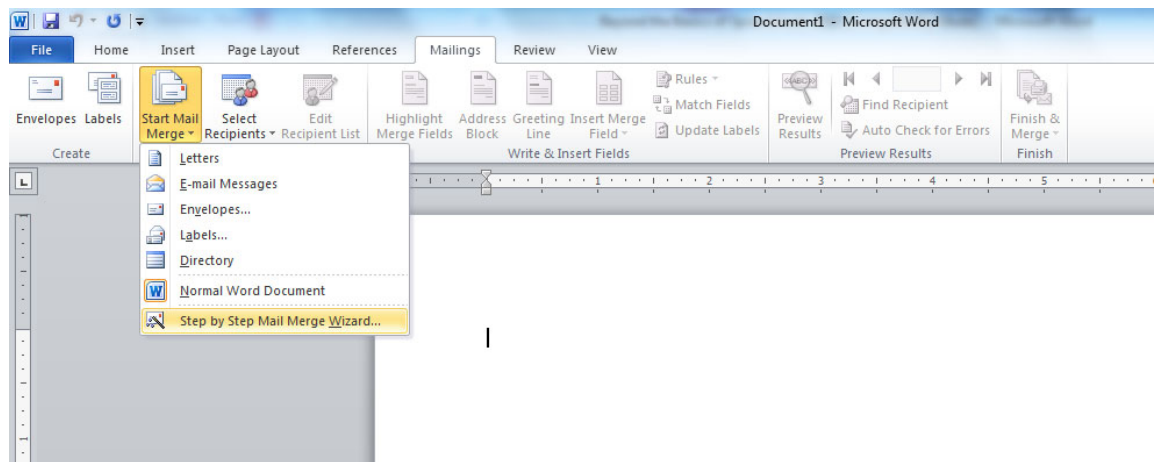 Document1 - Microsoft Word
File Home Insert Page Layout References Mailings Review View
Envelopes Labels
Create
Start Mail Merge
Select Recipients
Edit Recipient List
Highlight Merge Fields
Address Block
Greeting Line
Insert Merge Field
Rules
Match Fields
Update Labels
Write & Insert Fields
ABC
Preview Results
Find Recipient
Auto Check for Errors
Preview Results
Finish & Merge
Finish
Letters
E-mail Messages
Envelopes...
Labels...
Directory
Normal Word Document
Step by Step Mail Merge Wizard...
1 2 3 4 5
1